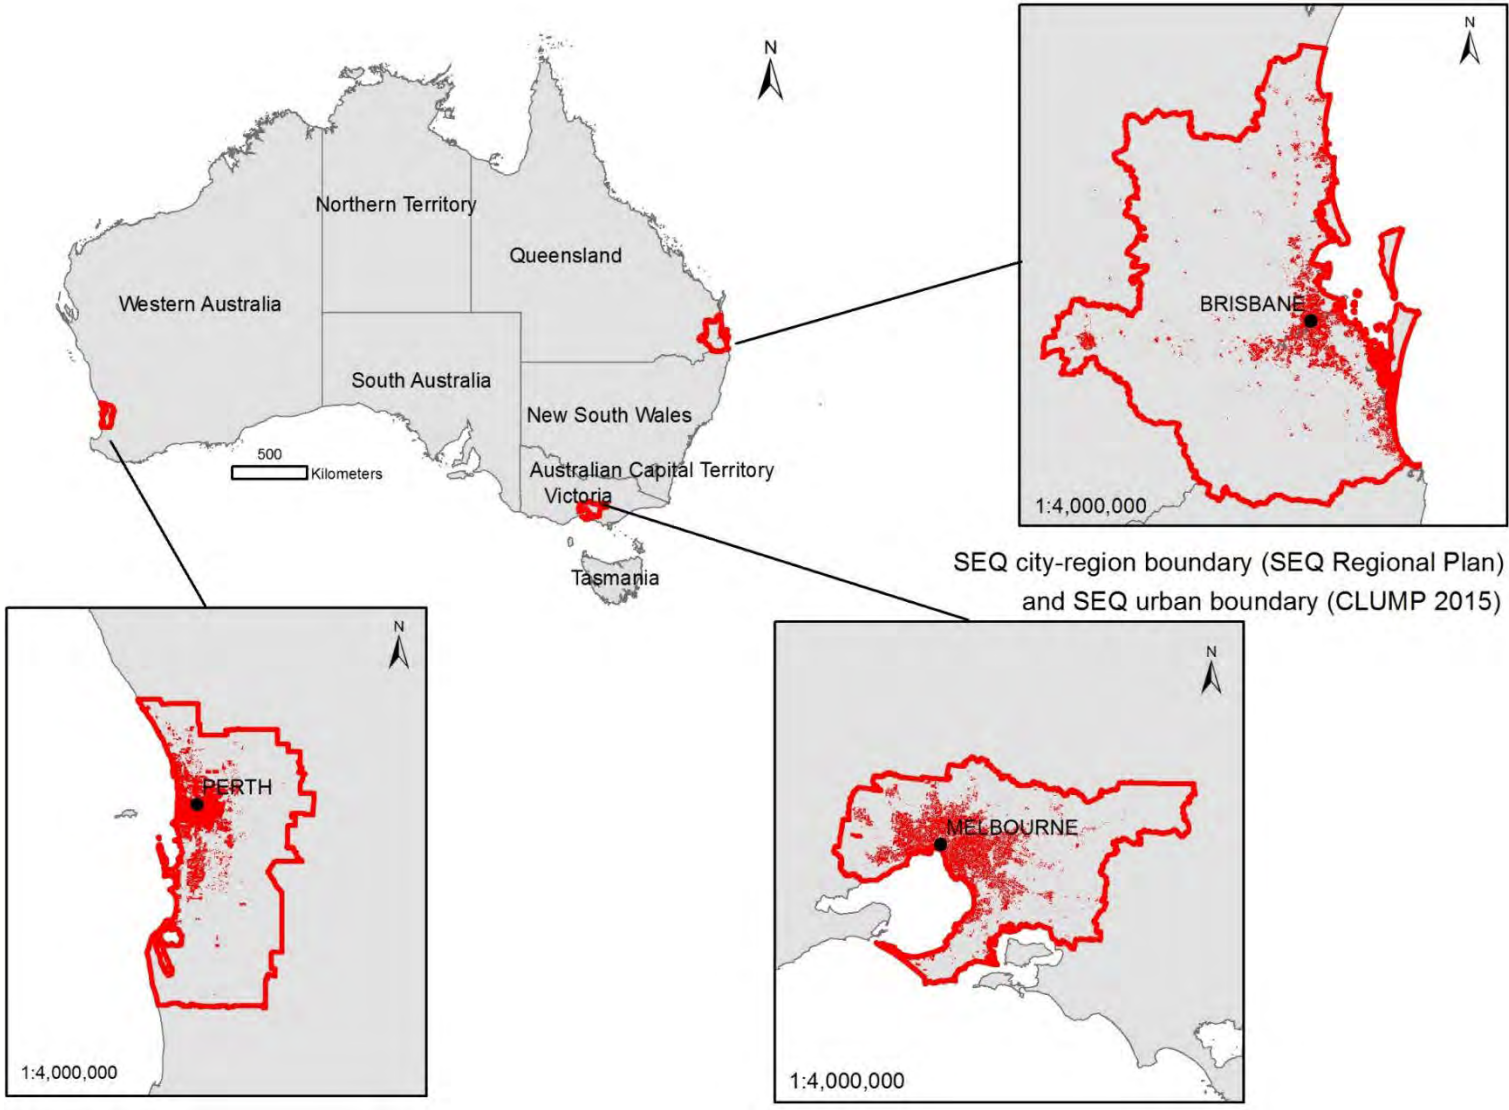 N
N
Northern Territory
Queensland
Western Australia
BRISBANE
South Australia
New South Wales
500
Kilometers
Australian Capital Territory
Victoria
1:4,000,000
SEQ city-region boundary (SEQ Regional Plan)
and SEQ urban boundary (CLUMP 2015)
Tasmania
N
PERTH
1:4,000,000
N
MELBOURNE
1:4,000,000